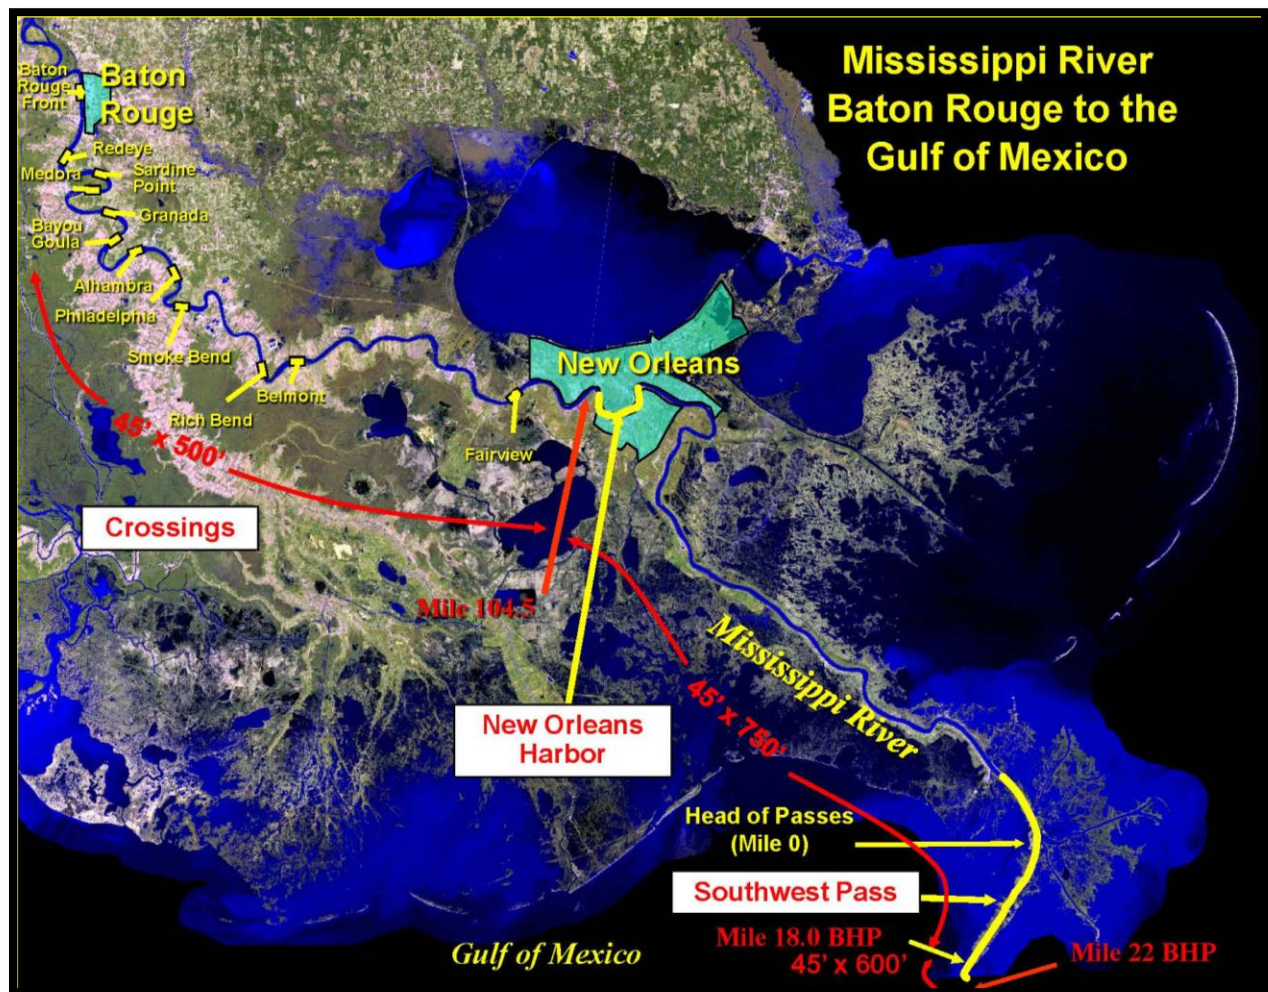 Mississippi River
Baton Rouge to the
Gulf of Mexico
Baton
Rouge
Front
Baton
Rouge
Redeye
Medora
Sardine
Point
Granada
Bayou
Goula
Alhambra
Philadelphia
Smoke Bend
Rich Bend
Belmont
Fairview
New Orleans
45' x 500'
Crossings
Mile 104.5
New Orleans
Harbor
Mississippi River
45' x 750'
Head of Passes
(Mile 0)
Southwest Pass
Mile 18.0 BHP
45' x 600'
Mile 22 BHP
Gulf of Mexico